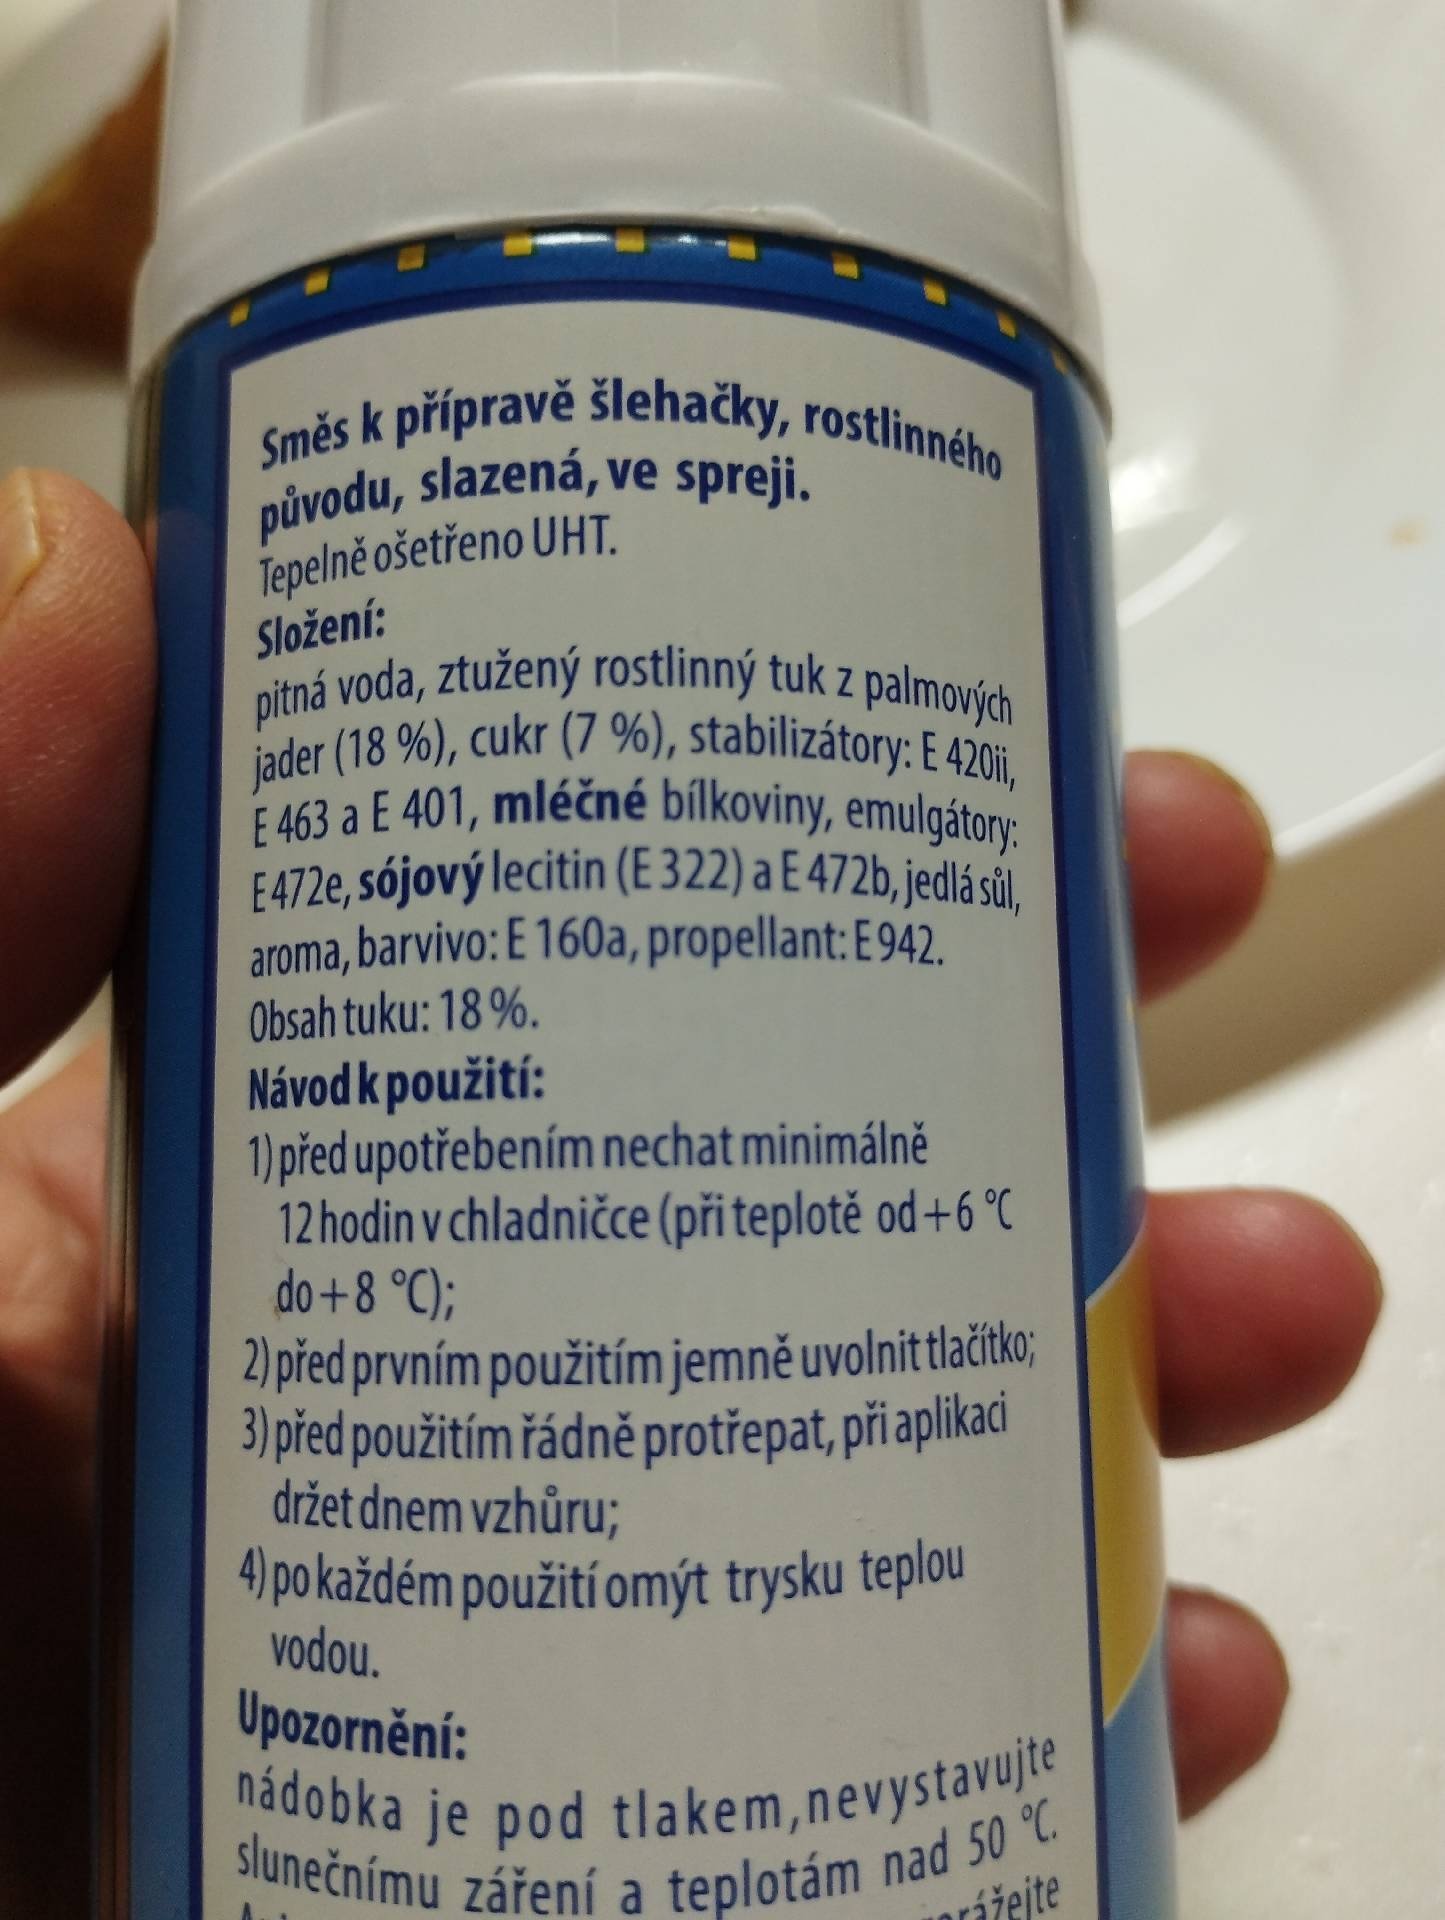 Směs k přípravě šlehačky, rostlinného
původu, slazená, ve spreji.
Tepelně ošetřeno UHT.
Složení:
pitná voda, ztužený rostlinný tuk z palmových
jader (18 %), cukr (7 %), stabilizátory: E 420ii,
E 463 a E 401, mléčné bílkoviny, emulgátory:
E 472e, sójový lecitin (E 322) a E 472b, jedlá sůl,
aroma, barvivo: E 160a, propellant: E 942.
Obsah tuku: 18 %.
Návod k použití:
1) před upotřebením nechat minimálně
12 hodin v chladničce (při teplotě od +6 °C
do +8 °C);
2) před prvním použitím jemně uvolnit tlačítko;
3) před použitím řádně protřepat, při aplikaci
držet dnem vzhůru;
4) po každém použití omýt trysku teplou
vodou.
Upozornění:
nádobka je pod tlakem, nevystavujte
slunečnímu záření a teplotám nad 50 °C.